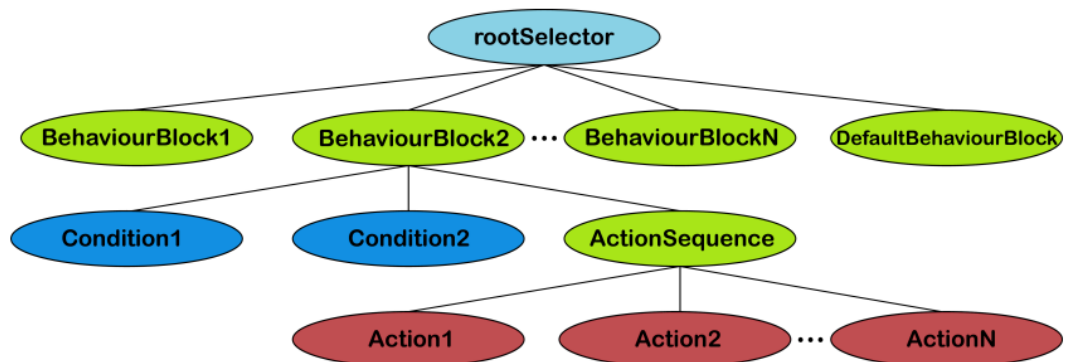 rootSelector
BehaviourBlock1 BehaviourBlock2 ••• BehaviourBlockN DefaultBehaviourBlock
Condition1 Condition2 ActionSequence
Action1 Action2 ••• ActionN